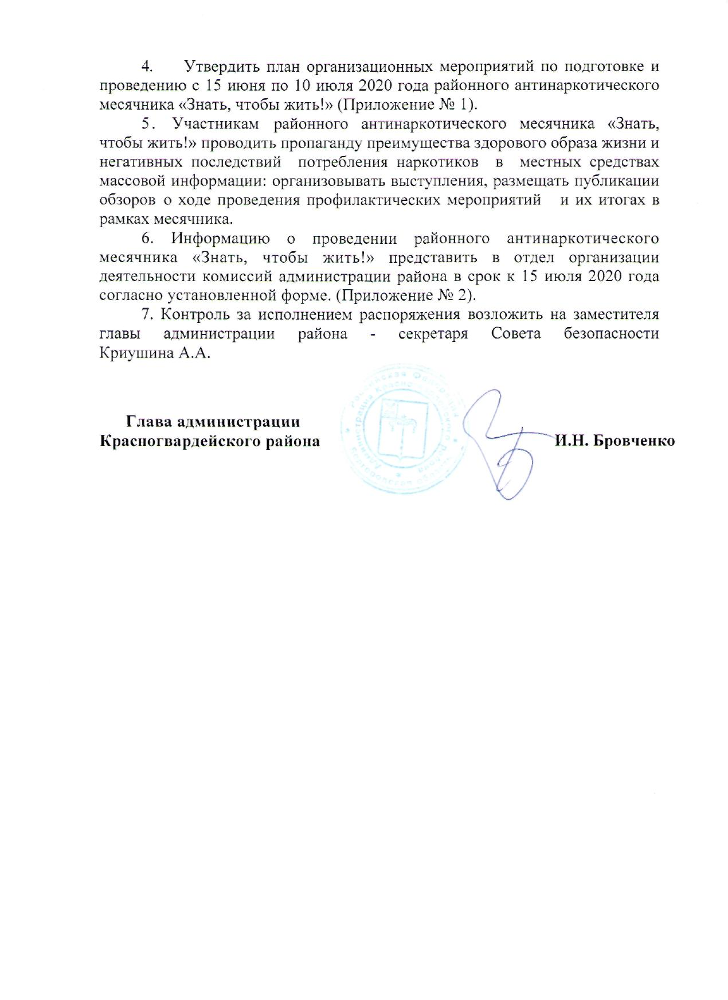 4. Утвердить план организационных мероприятий по подготовке и
проведению с 15 июня по 10 июля 2020 года районного антинаркотического
месячника «Знать, чтобы жить!» (Приложение № 1).
5. Участникам районного антинаркотического месячника «Знать,
чтобы жить!» проводить пропаганду преимущества здорового образа жизни и
негативных последствий потребления наркотиков в местных средствах
массовой информации: организовывать выступления, размещать публикации
обзоров о ходе проведения профилактических мероприятий и их итогах в
рамках месячника.
6. Информацию о проведении районного антинаркотического
месячника «Знать, чтобы жить!» представить в отдел организации
деятельности комиссий администрации района в срок к 15 июля 2020 года
согласно установленной форме. (Приложение № 2).
7. Контроль за исполнением распоряжения возложить на заместителя
главы администрации района - секретаря Совета безопасности
Криушина А.А.
Глава администрации
Красногвардейского района
И.Н. Бровченко
Российская Федерация
Администрация Красногвардейского района